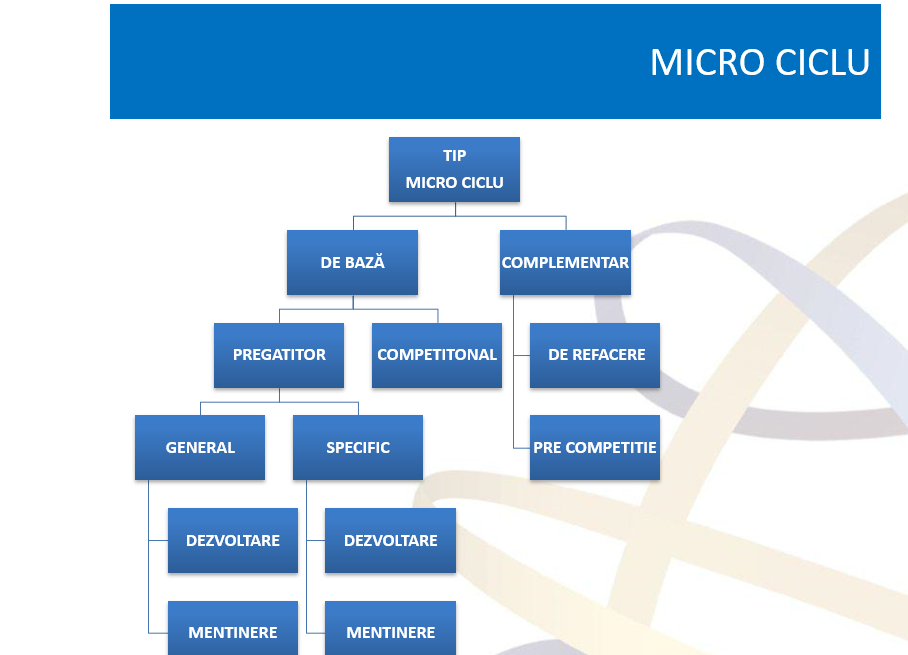 MICRO CICLU
TIP
MICRO CICLU
DE BAZĂ
COMPLEMENTAR
PREGATITOR
COMPETITONAL
DE REFACERE
GENERAL
SPECIFIC
PRE COMPETITIE
DEZVOLTARE
DEZVOLTARE
MENTINERE
MENTINERE